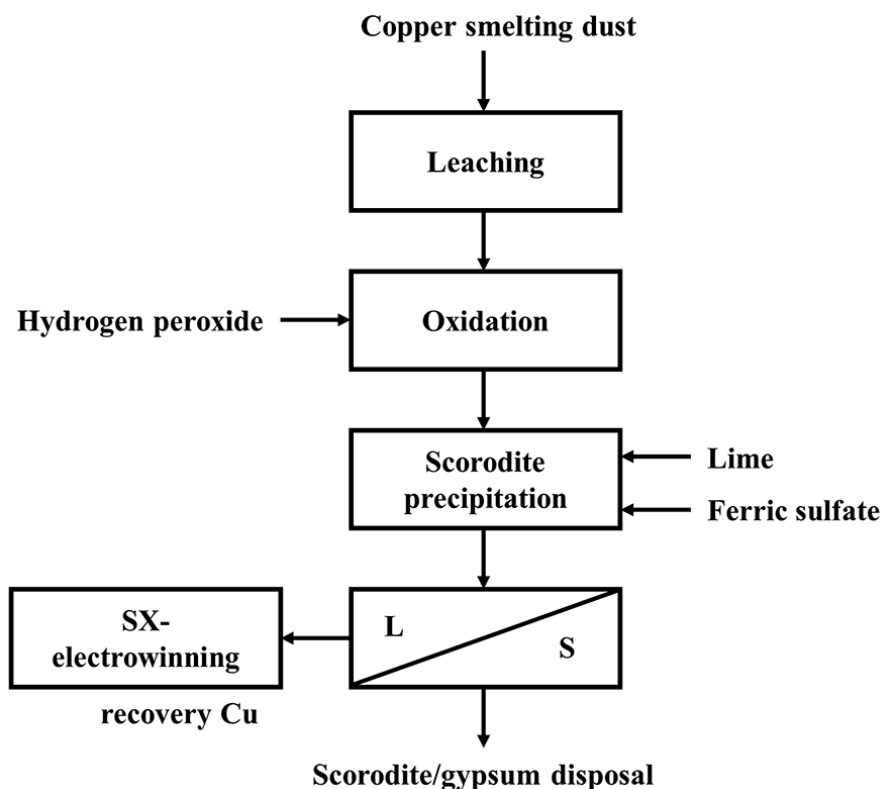 Copper smelting dust
Leaching
Hydrogen peroxide
Oxidation
Scorodite
precipitation
Lime
Ferric sulfate
SX-
electrowinning
recovery Cu
L
S
Scorodite/gypsum disposal